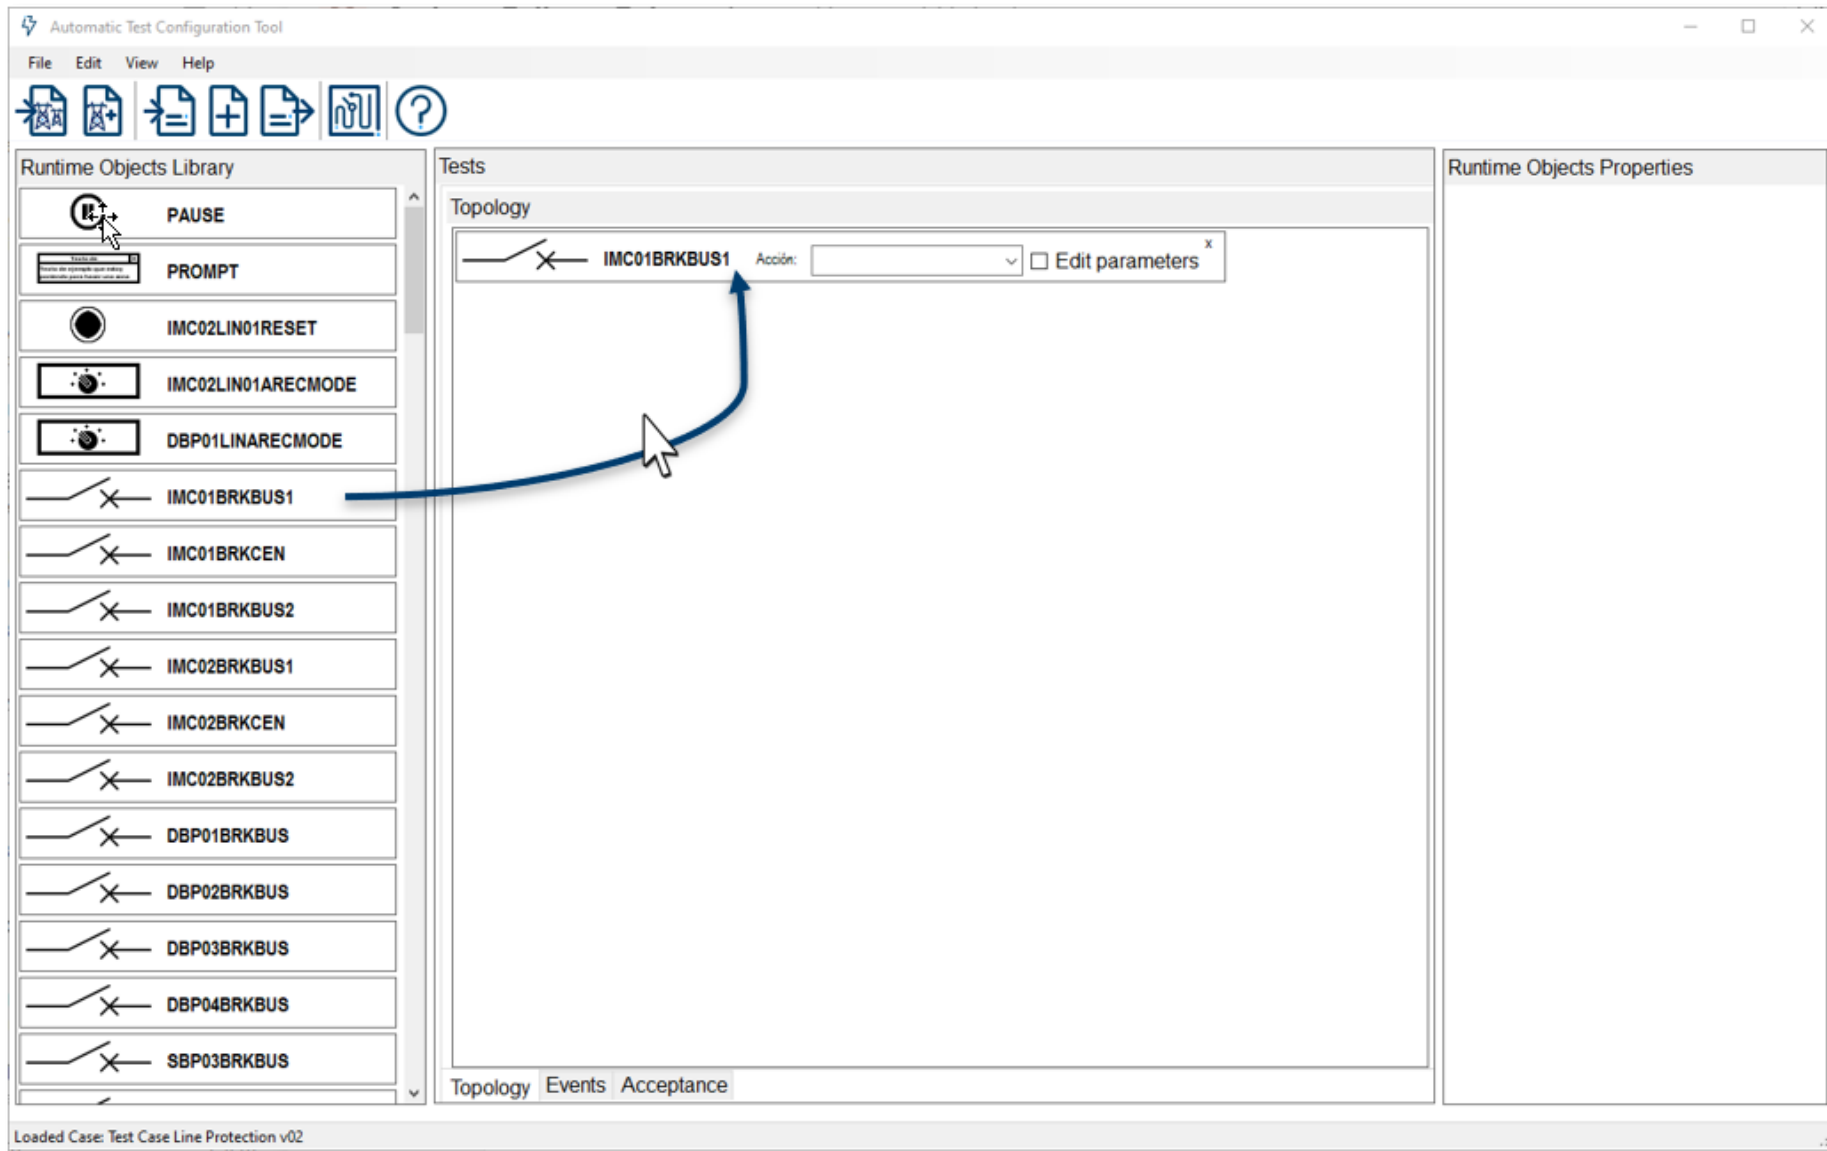 Automatic Test Configuration Tool
File Edit View Help
Runtime Objects Library
PAUSE
PROMPT
IMC02LIN01RESET
IMC02LIN01ARECMODE
DBP01LINARECMODE
IMC01BRKBUS1
IMC01BRKCEN
IMC01BRKBUS2
IMC02BRKBUS1
IMC02BRKCEN
IMC02BRKBUS2
DBP01BRKBUS
DBP02BRKBUS
DBP03BRKBUS
DBP04BRKBUS
SBP03BRKBUS
Tests
Topology
IMC01BRKBUS1 Acción: Edit parameters x
Topology Events Acceptance
Runtime Objects Properties
Loaded Case: Test Case Line Protection v02